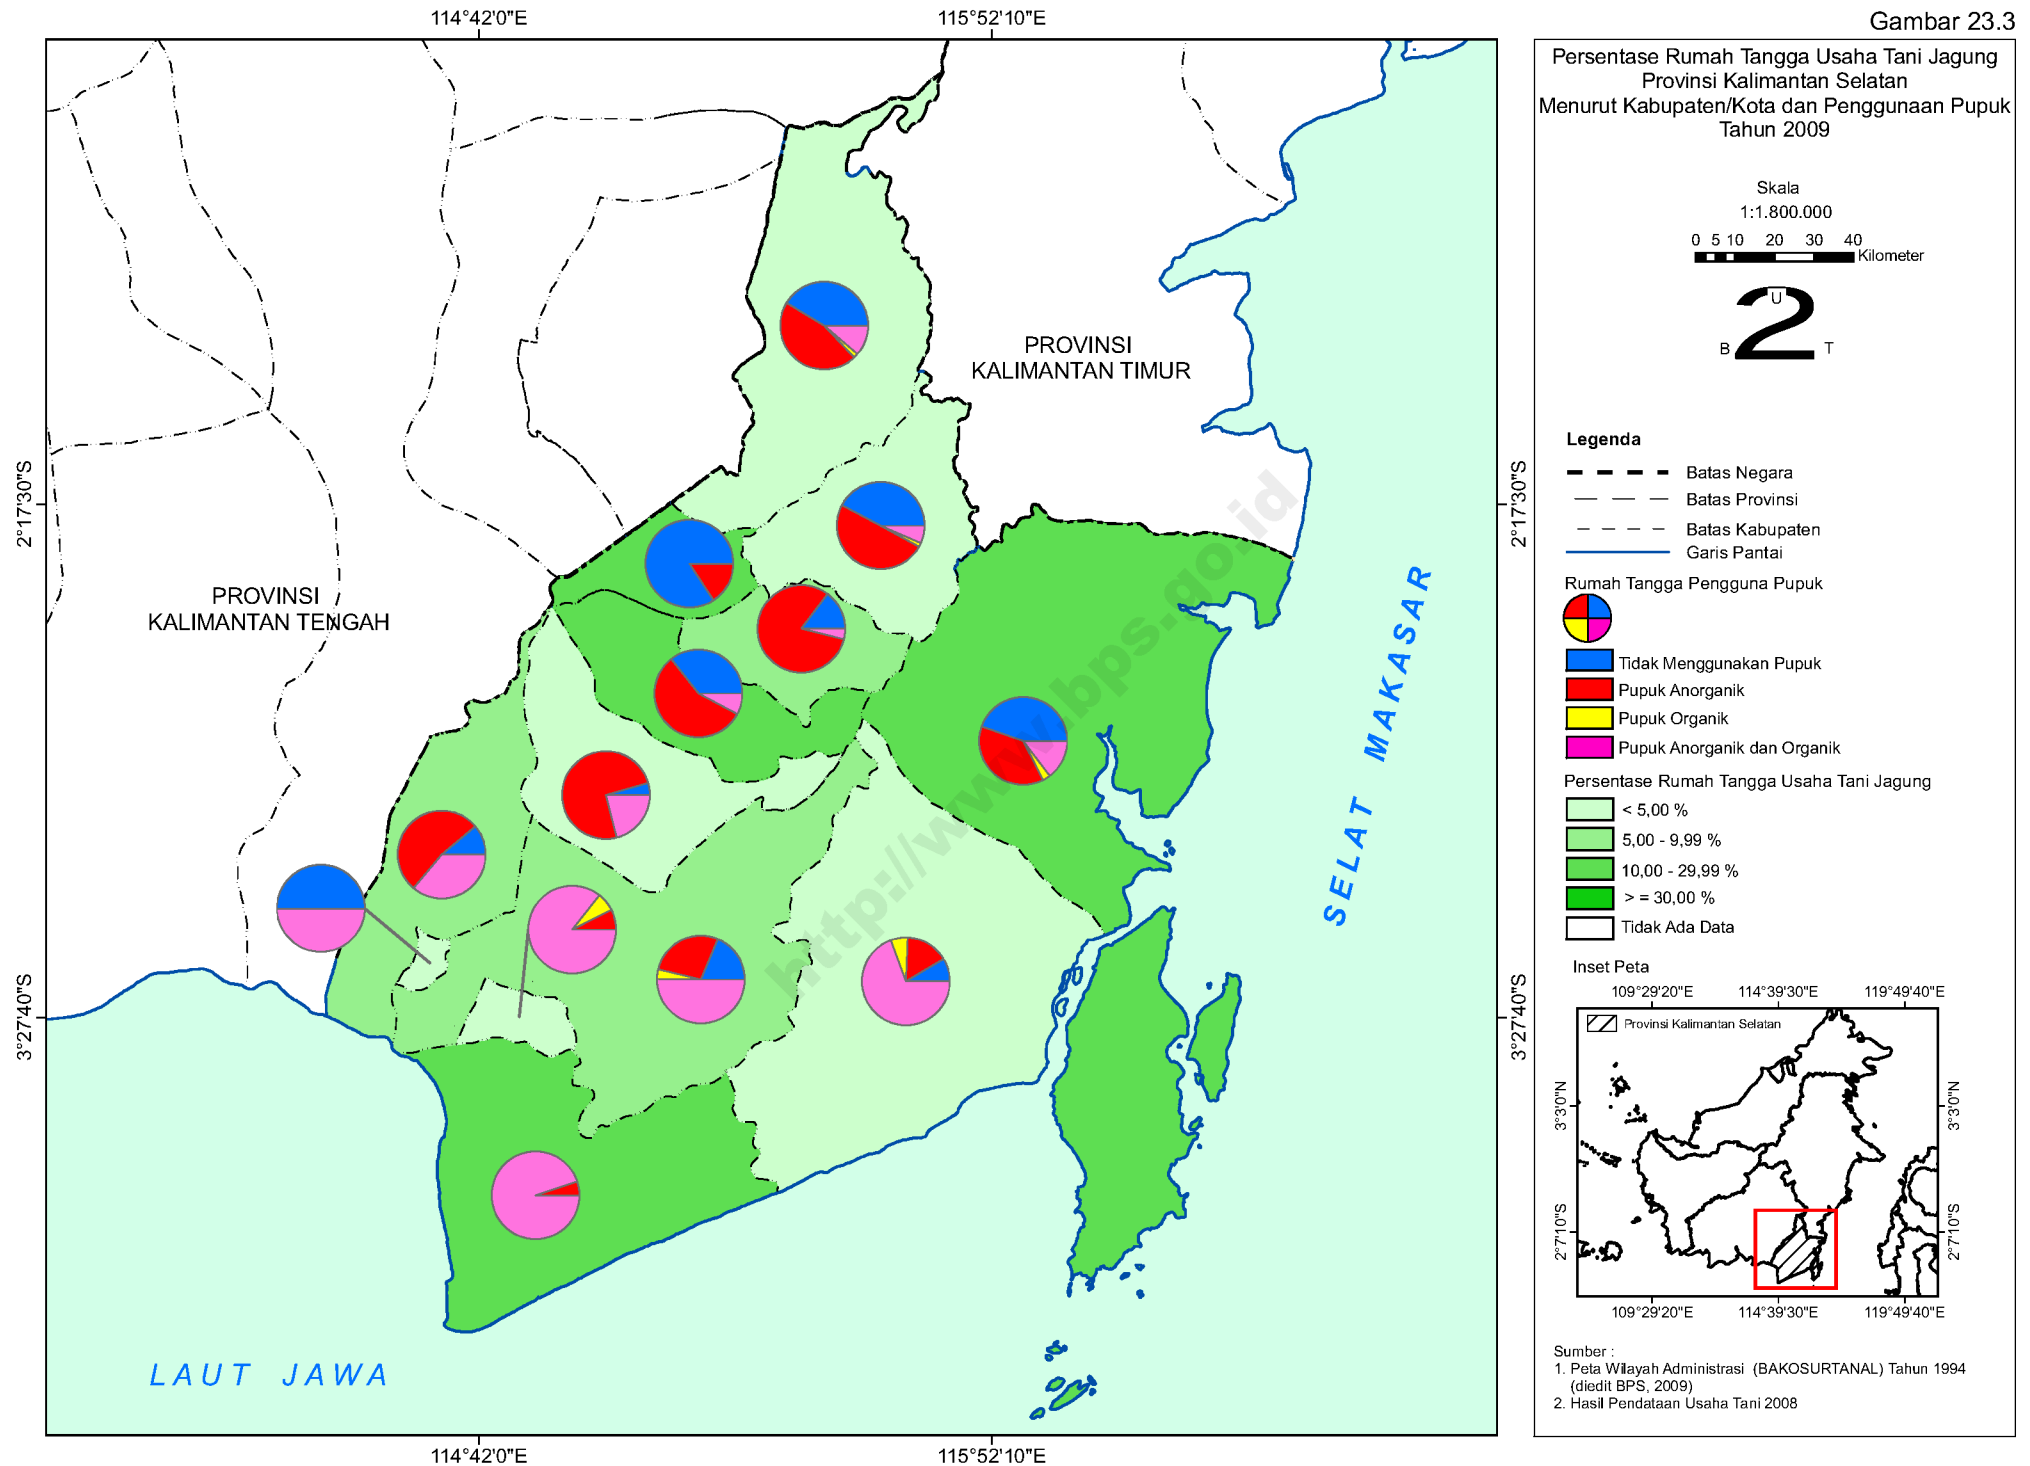 Gambar 23.3
114°42'0"E
115°52'10"E
2°17'30"S
3°27'40"S
2°17'30"S
3°27'40"S
114°42'0"E
115°52'10"E
PROVINSI
KALIMANTAN TIMUR
PROVINSI
KALIMANTAN TENGAH
SELAT MAKASAR
LAUT JAWA
http://www.bps.go.id
Persentase Rumah Tangga Usaha Tani Jagung
Provinsi Kalimantan Selatan
Menurut Kabupaten/Kota dan Penggunaan Pupuk
Tahun 2009
Skala
1:1.800.000
0 5 10 20 30 40
Kilometer
U
B T
Legenda
Batas Negara
Batas Provinsi
Batas Kabupaten
Garis Pantai
Rumah Tangga Pengguna Pupuk
Tidak Menggunakan Pupuk
Pupuk Anorganik
Pupuk Organik
Pupuk Anorganik dan Organik
Persentase Rumah Tangga Usaha Tani Jagung
< 5,00 %
5,00 - 9,99 %
10,00 - 29,99 %
> = 30,00 %
Tidak Ada Data
Inset Peta
109°29'20"E 114°39'30"E 119°49'40"E
Provinsi Kalimantan Selatan
3°3'0"N
2°7'10"S
3°3'0"N
2°7'10"S
109°29'20"E 114°39'30"E 119°49'40"E
Sumber :
1. Peta Wilayah Administrasi (BAKOSURTANAL) Tahun 1994
(diedit BPS, 2009)
2. Hasil Pendataan Usaha Tani 2008